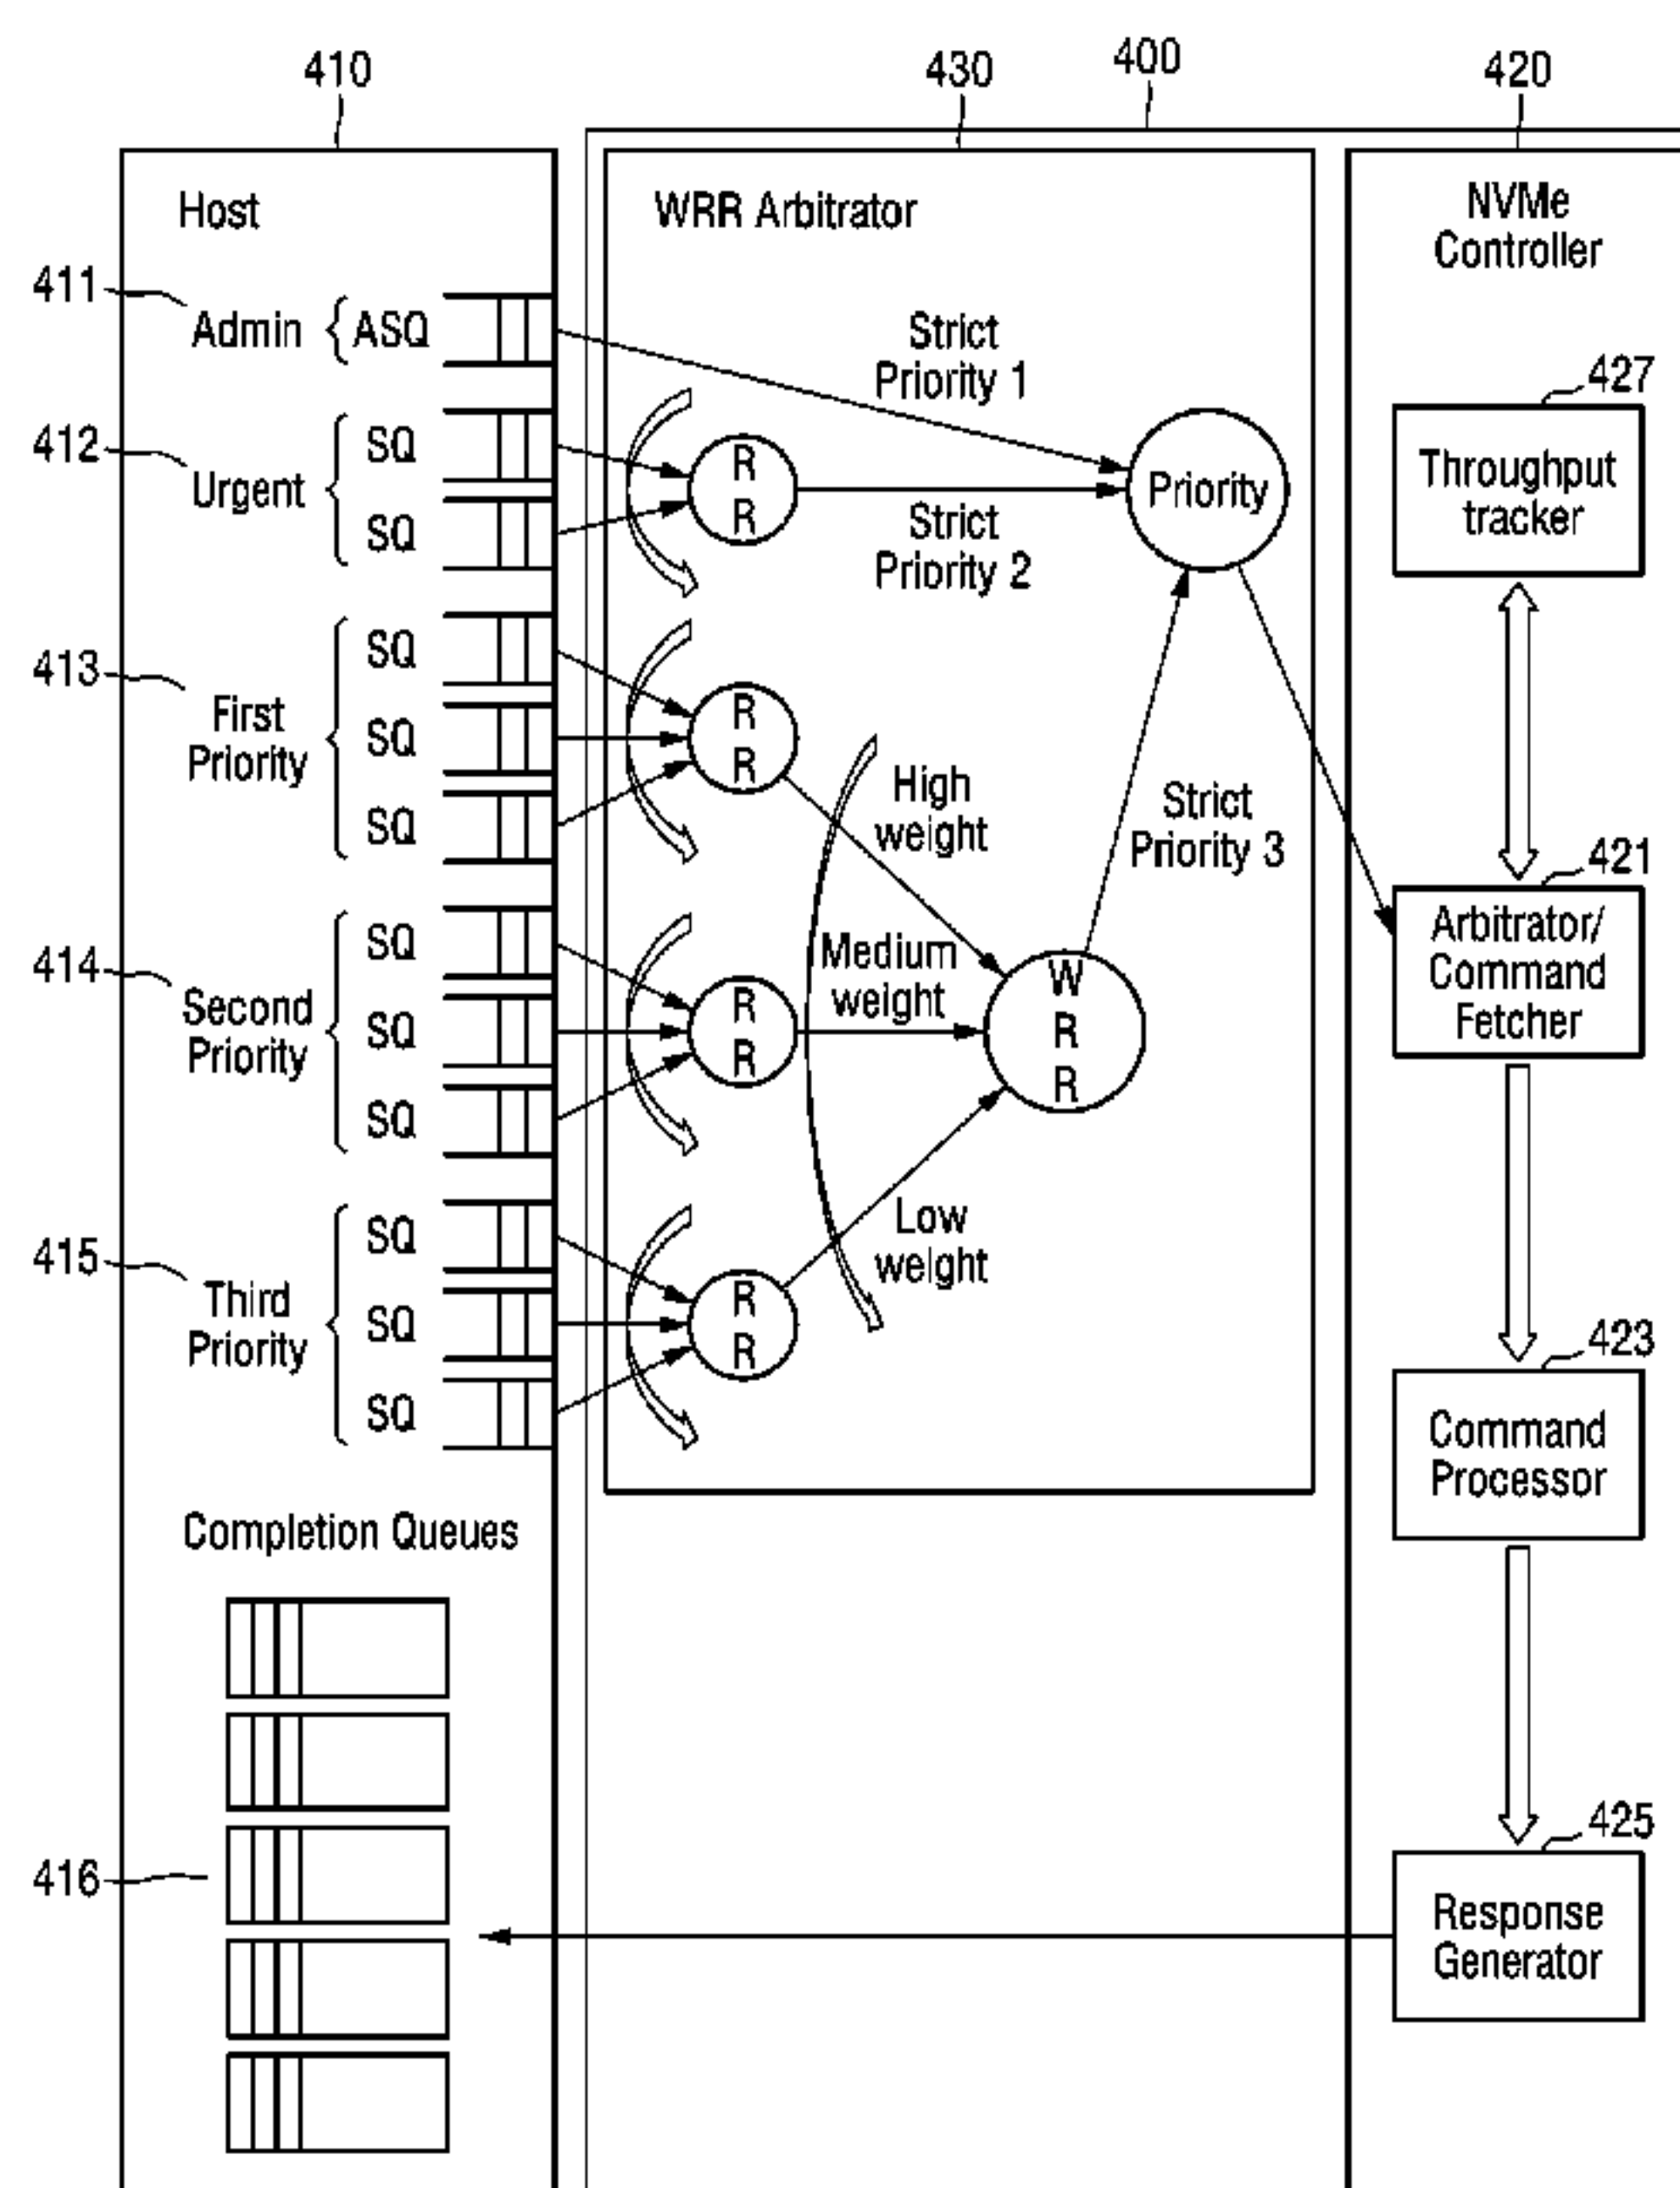 410
430
400
420
Host
WRR Arbitrator
NVMe
Controller
411
Admin
ASQ
Strict
Priority 1
427
Throughput
tracker
412
Urgent
SQ
SQ
R
R
Strict
Priority 2
Priority
413
First
Priority
SQ
SQ
SQ
R
R
High
weight
Strict
Priority 3
421
Arbitrator/
Command
Fetcher
414
Second
Priority
SQ
SQ
SQ
R
R
Medium
weight
W
R
R
415
Third
Priority
SQ
SQ
SQ
R
R
Low
weight
423
Command
Processor
Completion Queues
416
425
Response
Generator